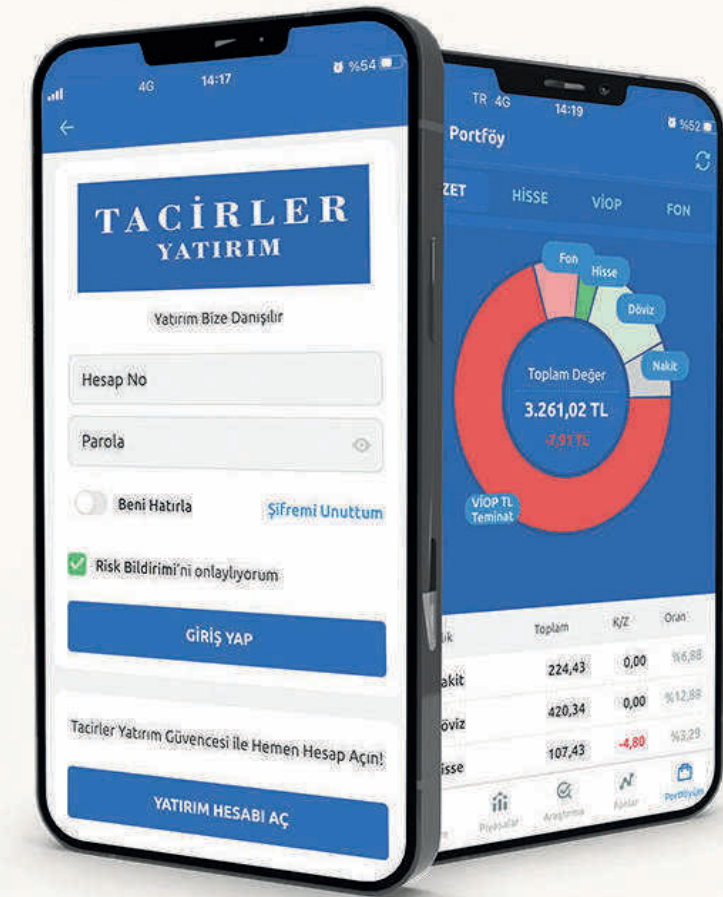 4G 14:17 %54
TACİRLER
YATIRIM
Yatırım Bize Danışılır
Hesap No
Parola
Beni Hatırla Şifremi Unuttum
Risk Bildirimi'ni onlaylıyorum
GİRİŞ YAP
Tacirler Yatırım Güvencesi ile Hemen Hesap Açın!
YATIRIM HESABI AÇ
TR 4G 14:19 %52
Portföy
ZET HİSSE VİOP FON
Fon
Hisse
Döviz
Nakit
Toplam Değer
3.261,02 TL
-7,91 TL
VİOP TL
Teminat
Toplam K/Z Oran
akit 224,43 0,00 %6,88
öviz 420,34 0,00 %12,88
isse 107,43 -4,80 %3,29
Piyasalar Araştırma Fonlar Portföyüm